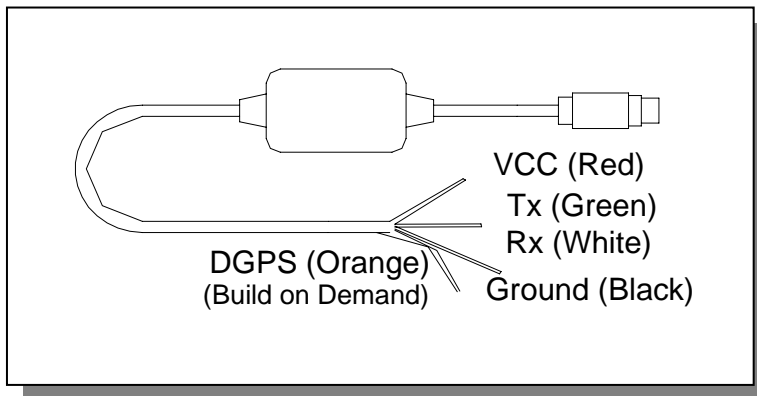 VCC (Red)
Tx (Green)
Rx (White)
DGPS (Orange)
(Build on Demand)
Ground (Black)